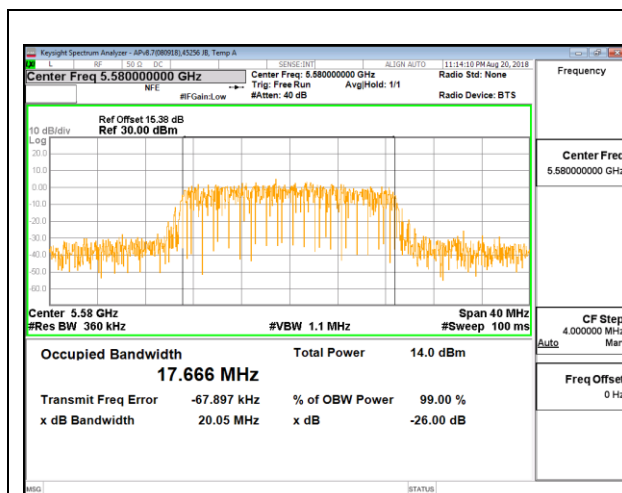 Keysight Spectrum Analyzer - APv8.7(080918),45256 JB, Temp A
L RF 50 Ω DC SENSE:INT ALIGN AUTO 11:14:10 PM Aug 20, 2018
Center Freq 5.580000000 GHz
NFE
#IFGain:Low
Center Freq: 5.580000000 GHz
Trig: Free Run Avg|Hold: 1/1
#Atten: 40 dB
Radio Std: None
Radio Device: BTS
Ref Offset 15.38 dB
10 dB/div Ref 30.00 dBm
Log
20.0
10.0
0.00
-10.0
-20.0
-30.0
-40.0
-50.0
-60.0
Center 5.58 GHz Span 40 MHz
#Res BW 360 kHz #VBW 1.1 MHz #Sweep 100 ms
Occupied Bandwidth Total Power 14.0 dBm
17.666 MHz
Transmit Freq Error -67.897 kHz % of OBW Power 99.00 %
x dB Bandwidth 20.05 MHz x dB -26.00 dB
MSG STATUS
Frequency
Center Freq
5.580000000 GHz
CF Step
4.000000 MHz
Auto Man
Freq Offset
0 Hz